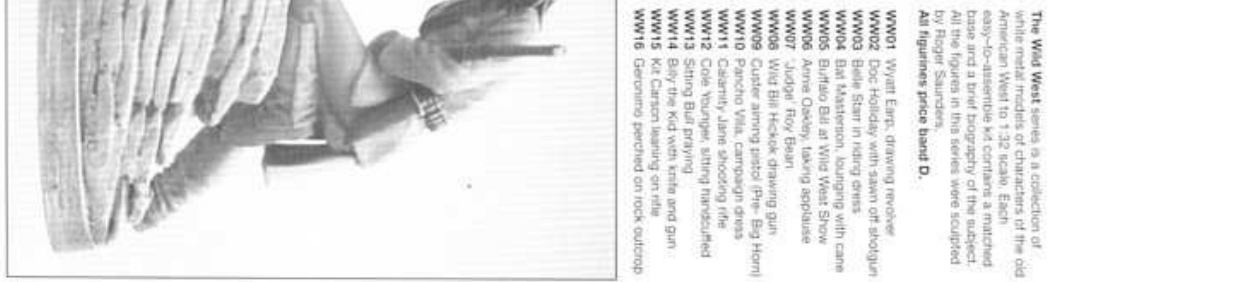 The Wild West series is a collection of
white metal models of characters of the old
American West to 1:32 scale. Each
easy-to-assemble kit contains a matched
base and a brief biography of the subject.
All the figures in this series were sculpted
by Roger Saunders.
All figurines price band D.
WW01 Wyatt Earp, drawing revolver
WW02 Doc Holliday with sawn off shotgun
WW03 Belle Starr in riding dress
WW04 Bat Masterson, lounging with cane
WW05 Buffalo Bill at Wild West Show
WW06 Annie Oakley, taking applause
WW07 'Judge' Roy Bean
WW08 Wild Bill Hickok drawing gun
WW09 Custer aiming pistol (Pre- Big Horn)
WW10 Pancho Villa, campaign dress
WW11 Calamity Jane shooting rifle
WW12 Cole Younger, sitting handcuffed
WW13 Sitting Bull praying
WW14 Billy the Kid with knife and gun
WW15 Kit Carson leaning on rifle
WW16 Geronimo perched on rock outcrop